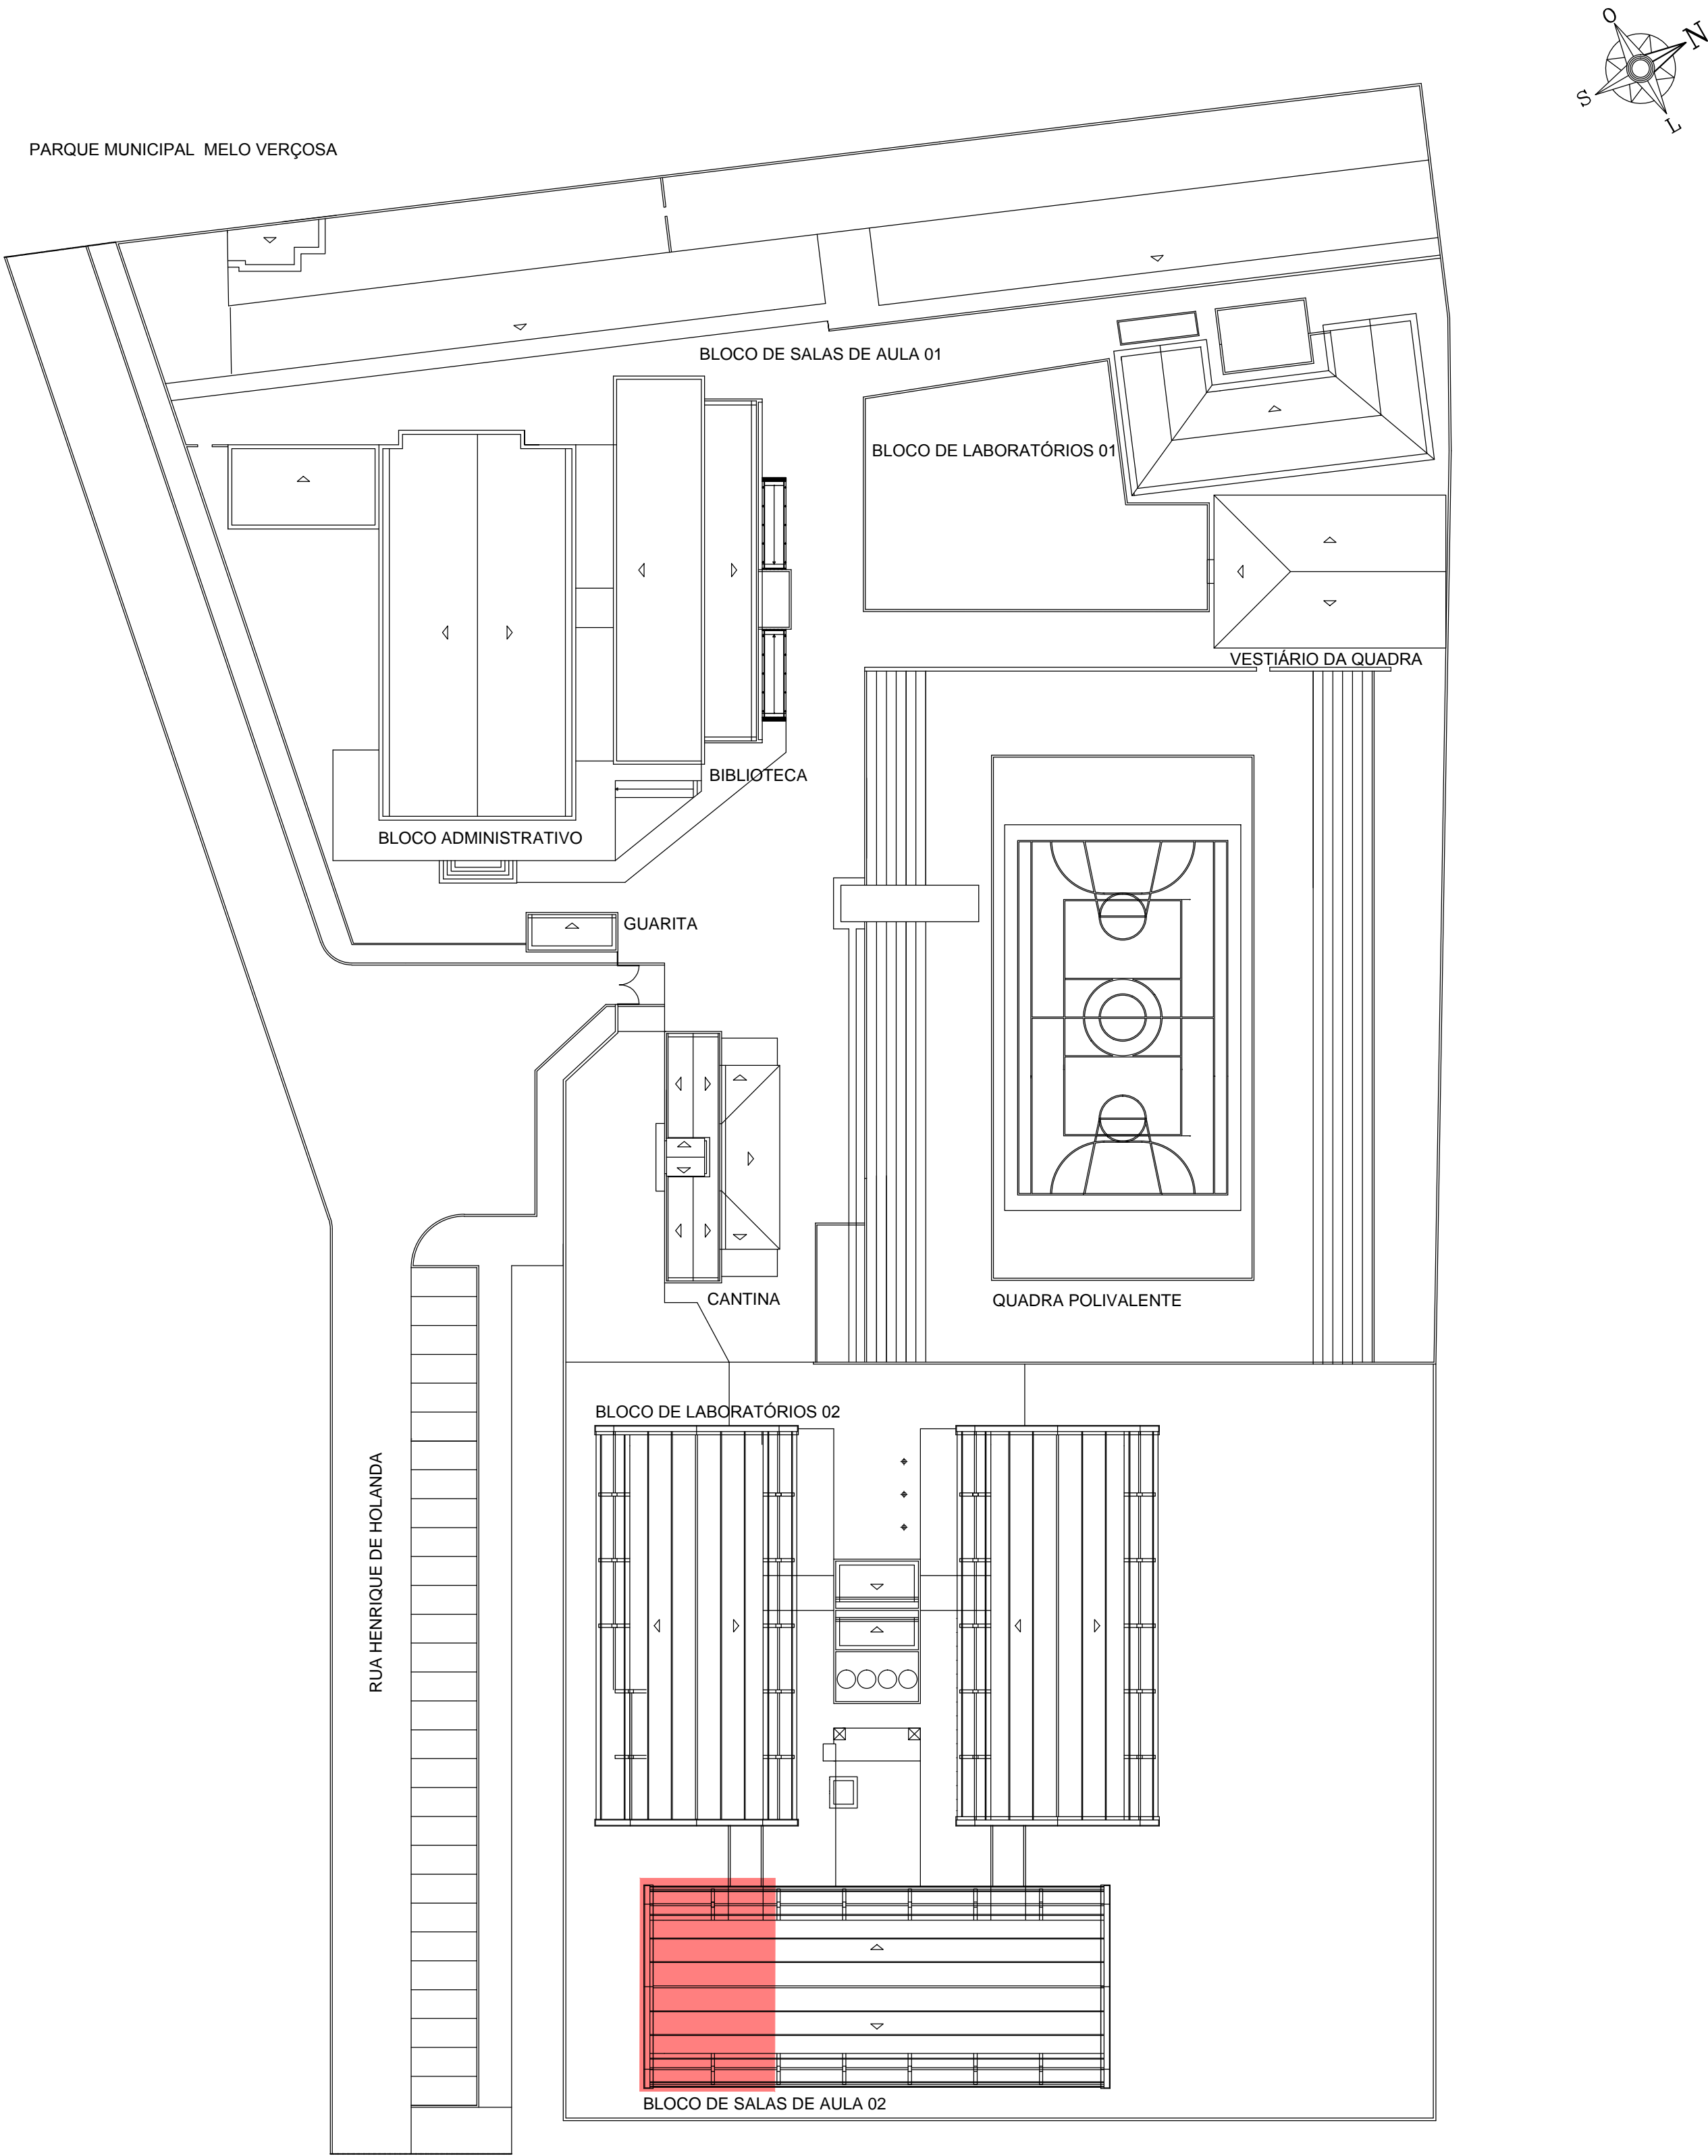 O
N
S
L
PARQUE MUNICIPAL MELO VERÇOSA
BLOCO DE SALAS DE AULA 01
BLOCO DE LABORATÓRIOS 01
VESTIÁRIO DA QUADRA
BIBLIOTECA
BLOCO ADMINISTRATIVO
GUARITA
CANTINA
QUADRA POLIVALENTE
BLOCO DE LABORATÓRIOS 02
RUA HENRIQUE DE HOLANDA
BLOCO DE SALAS DE AULA 02